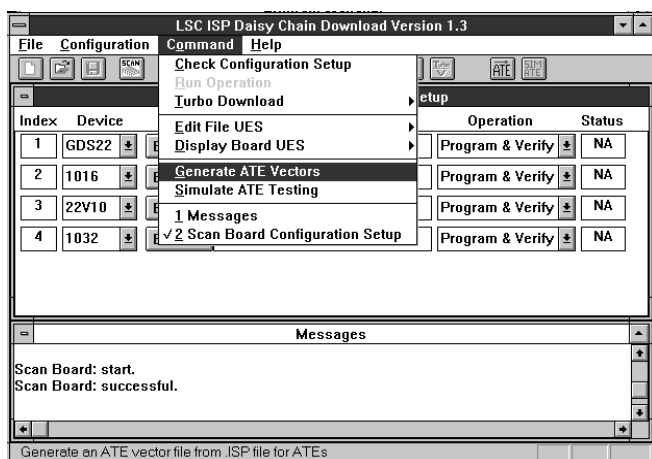 LSC ISP Daisy Chain Download Version 1.3
File Configuration Command Help
SCAN ATE SIM ATE
Check Configuration Setup
Run Operation
Turbo Download
Edit File UES
Display Board UES
Generate ATE Vectors
Simulate ATE Testing
1 Messages
√ 2 Scan Board Configuration Setup
etup
Index Device Operation Status
1 GDS22 Program & Verify NA
2 1016 Program & Verify NA
3 22V10 Program & Verify NA
4 1032 Program & Verify NA
Messages
Scan Board: start.
Scan Board: successful.
Generate an ATE vector file from .ISP file for ATEs